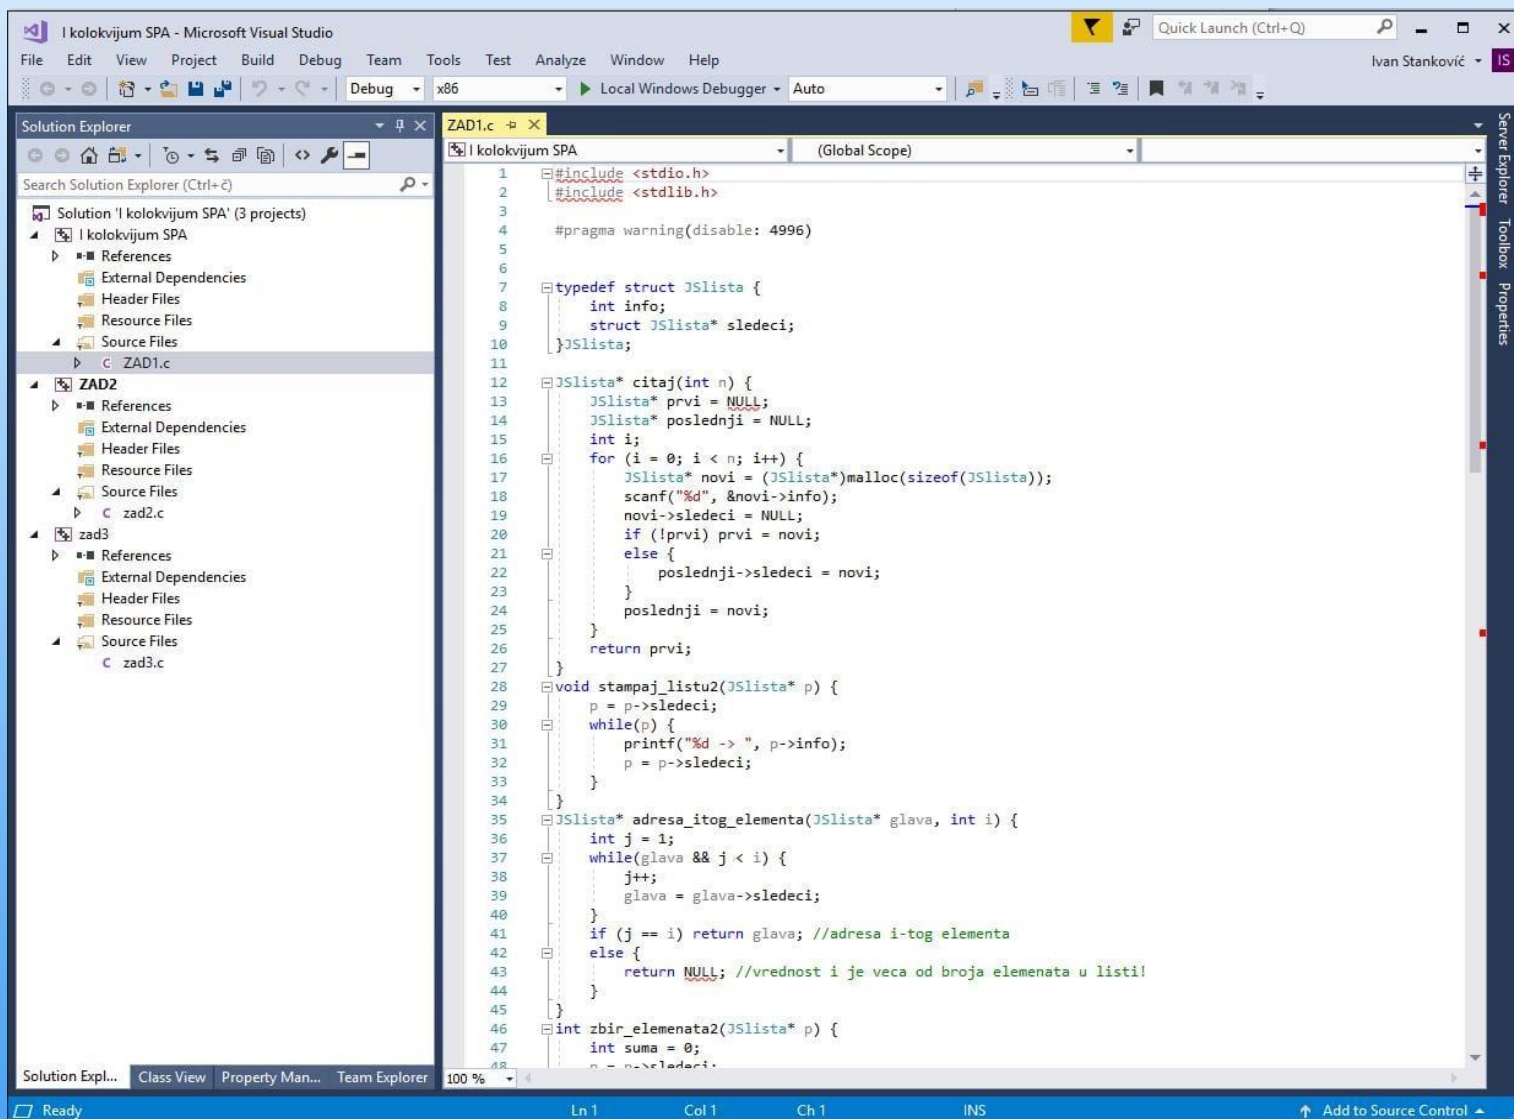 I kolokvijum SPA - Microsoft Visual Studio
Quick Launch (Ctrl+Q)
File Edit View Project Build Debug Team Tools Test Analyze Window Help
Ivan Stanković IS
Debug x86 Local Windows Debugger Auto
Solution Explorer
Search Solution Explorer (Ctrl+č)
Solution 'I kolokvijum SPA' (3 projects)
I kolokvijum SPA
References
External Dependencies
Header Files
Resource Files
Source Files
C ZAD1.c
ZAD2
References
External Dependencies
Header Files
Resource Files
Source Files
C zad2.c
zad3
References
External Dependencies
Header Files
Resource Files
Source Files
C zad3.c
Solution Expl... Class View Property Man... Team Explorer
ZAD1.c
I kolokvijum SPA (Global Scope)
1 #include <stdio.h>
2 #include <stdlib.h>
3
4 #pragma warning(disable: 4996)
5
6
7 typedef struct JSlista {
8 int info;
9 struct JSlista* sledeci;
10 }JSlista;
11
12 JSlista* citaj(int n) {
13 JSlista* prvi = NULL;
14 JSlista* poslednji = NULL;
15 int i;
16 for (i = 0; i < n; i++) {
17 JSlista* novi = (JSlista*)malloc(sizeof(JSlista));
18 scanf("%d", &novi->info);
19 novi->sledeci = NULL;
20 if (!prvi) prvi = novi;
21 else {
22 poslednji->sledeci = novi;
23 }
24 poslednji = novi;
25 }
26 return prvi;
27 }
28 void stampaj_listu2(JSlista* p) {
29 p = p->sledeci;
30 while(p) {
31 printf("%d -> ", p->info);
32 p = p->sledeci;
33 }
34 }
35 JSlista* adresa_itog_elementa(JSlista* glava, int i) {
36 int j = 1;
37 while(glava && j < i) {
38 j++;
39 glava = glava->sledeci;
40 }
41 if (j == i) return glava; //adresa i-tog elementa
42 else {
43 return NULL; //vrednost i je veca od broja elemenata u listi!
44 }
45 }
46 int zbir_elemenata2(JSlista* p) {
47 int suma = 0;
48 p = p->sledeci;
100 %
Server Explorer
Toolbox
Properties
Ready Ln 1 Col 1 Ch 1 INS Add to Source Control